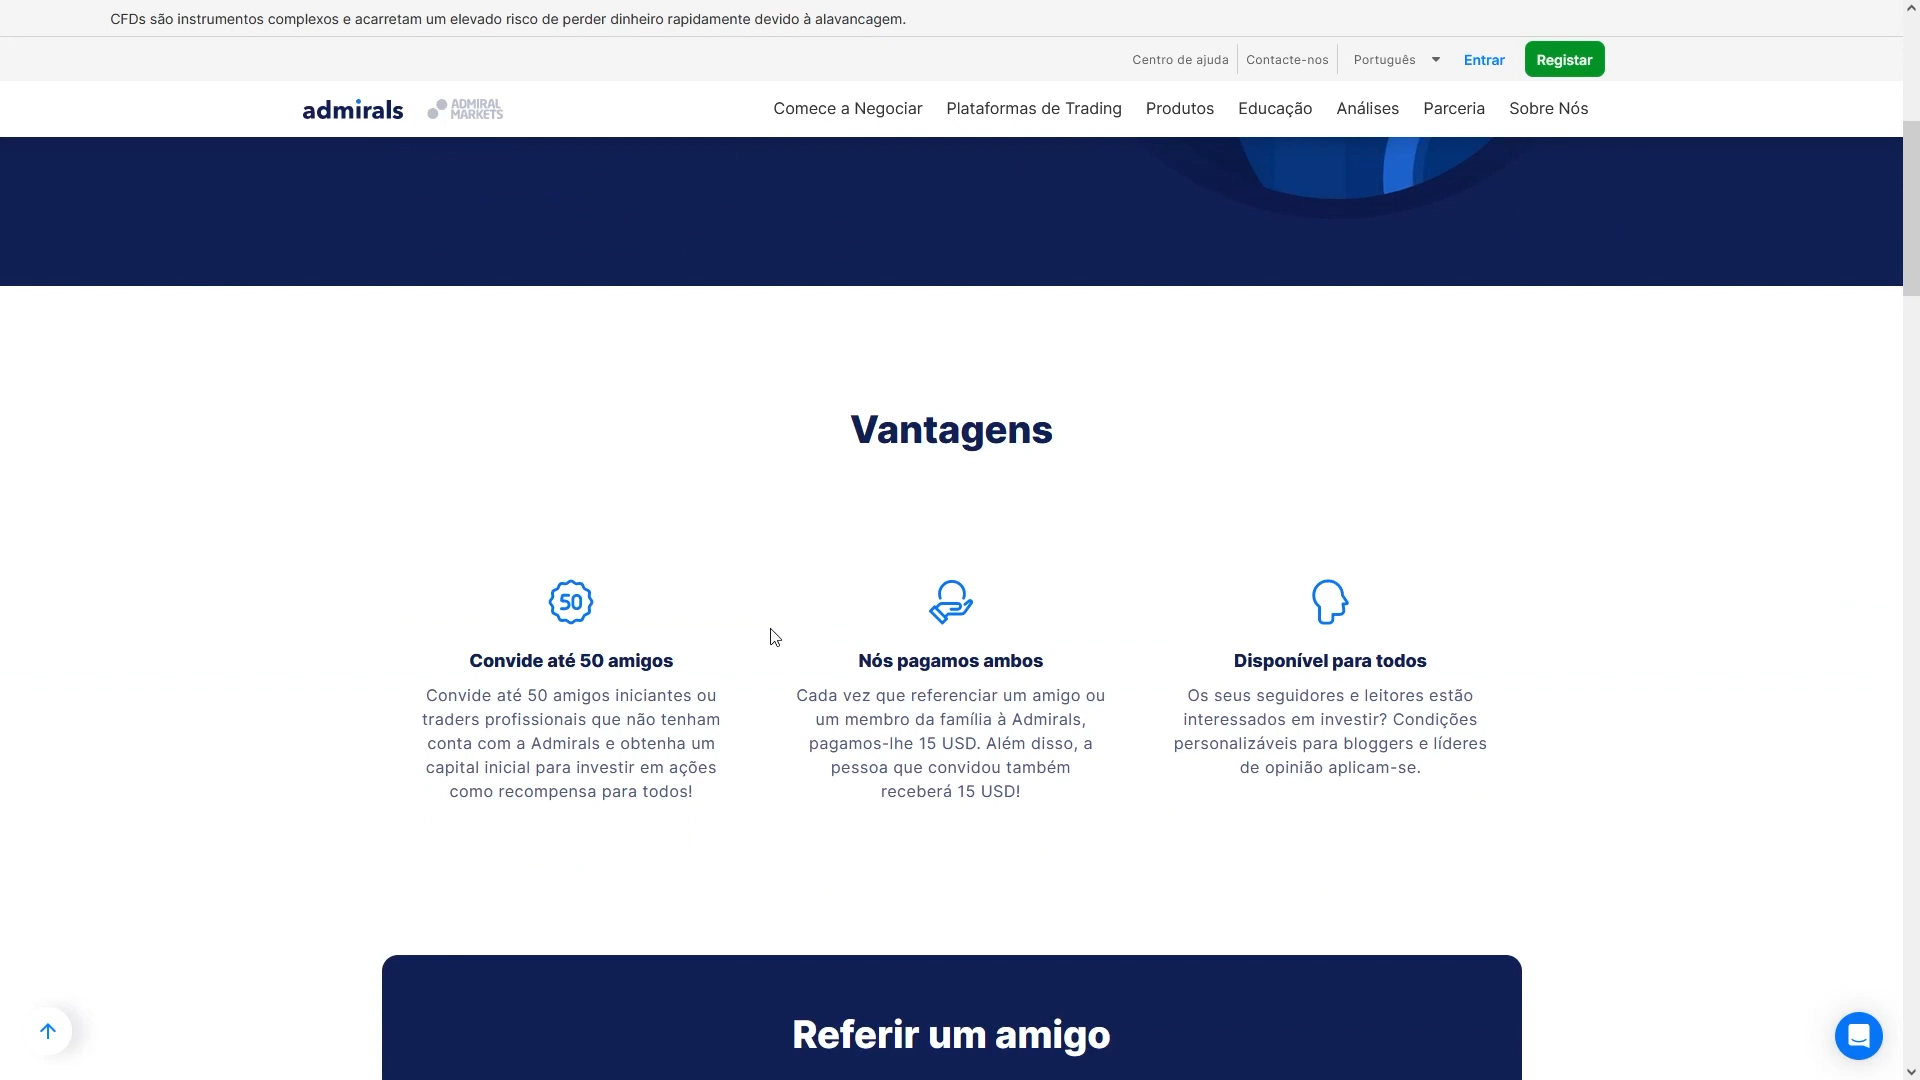 CFDs são instrumentos complexos e acarretam um elevado risco de perder dinheiro rapidamente devido à alavancagem.
Centro de ajuda Contacte-nos Português Entrar Registar
admirals ADMIRAL MARKETS Comece a Negociar Plataformas de Trading Produtos Educação Análises Parceria Sobre Nós
Vantagens
50
Convide até 50 amigos
Convide até 50 amigos iniciantes ou
traders profissionais que não tenham
conta com a Admirals e obtenha um
capital inicial para investir em ações
como recompensa para todos!
Nós pagamos ambos
Cada vez que referenciar um amigo ou
um membro da família à Admirals,
pagamos-lhe 15 USD. Além disso, a
pessoa que convidou também
receberá 15 USD!
Disponível para todos
Os seus seguidores e leitores estão
interessados em investir? Condições
personalizáveis para bloggers e líderes
de opinião aplicam-se.
Referir um amigo